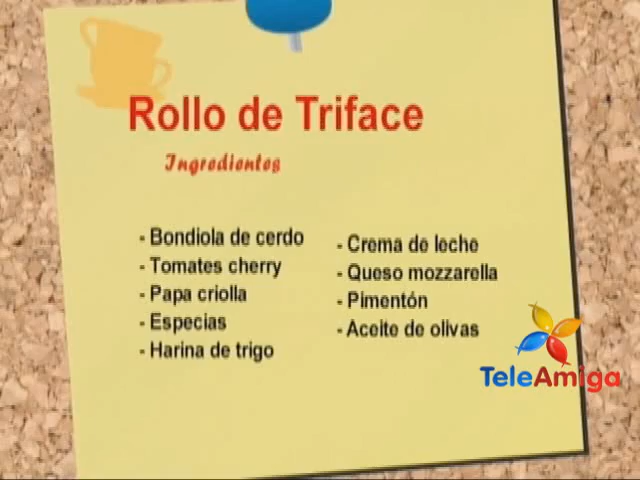 Rollo de Triface
Ingredientes
- Bondiola de cerdo
- Tomates cherry
- Papa criolla
- Especias
- Harina de trigo
- Crema de leche
- Queso mozzarella
- Pimentón
- Aceite de olivas
TeleAmiga